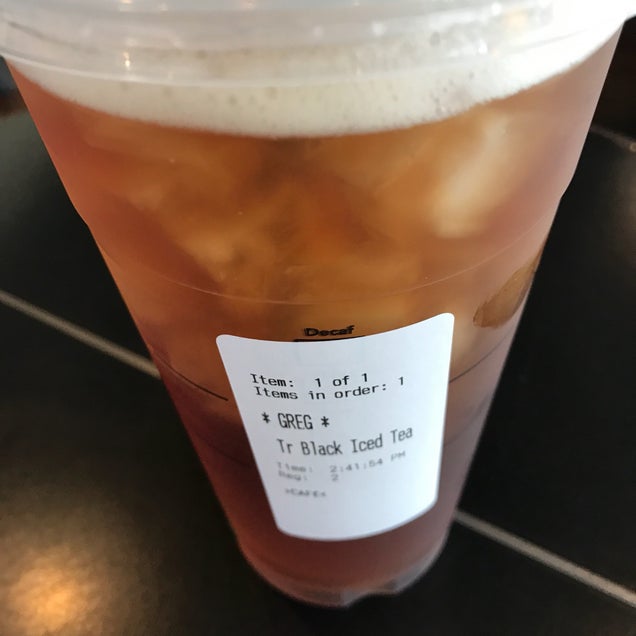 Decaf
Item: 1 of 1
Items in order: 1
* GREG *
Tr Black Iced Tea
Time: 2:41:54 PM
Reg: 2
>CAFE<